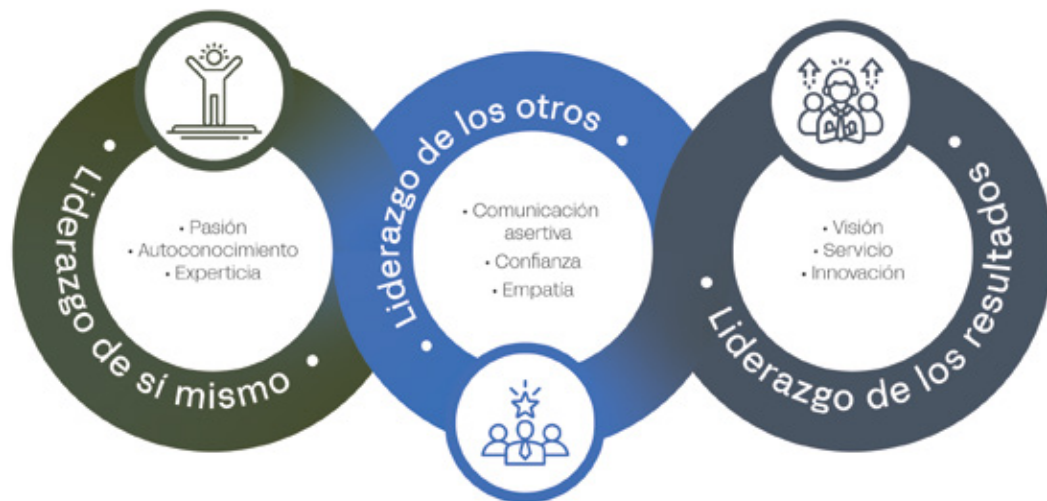 Liderazgo de sí mismo
• Pasión
• Autoconocimiento
• Experticia
Liderazgo de los otros
• Comunicación
asertiva
• Confianza
• Empatía
Liderazgo de los resultados
• Visión
• Servicio
• Innovación